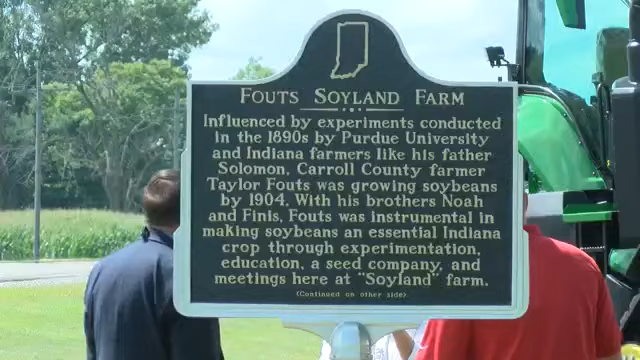 FOUTS SOYLAND FARM
Influenced by experiments conducted
in the 1890s by Purdue University
and Indiana farmers like his father
Solomon, Carroll County farmer
Taylor Fouts was growing soybeans
by 1904. With his brothers Noah
and Finis, Fouts was instrumental in
making soybeans an essential Indiana
crop through experimentation,
education, a seed company, and
meetings here at "Soyland" farm.
(Continued on other side)